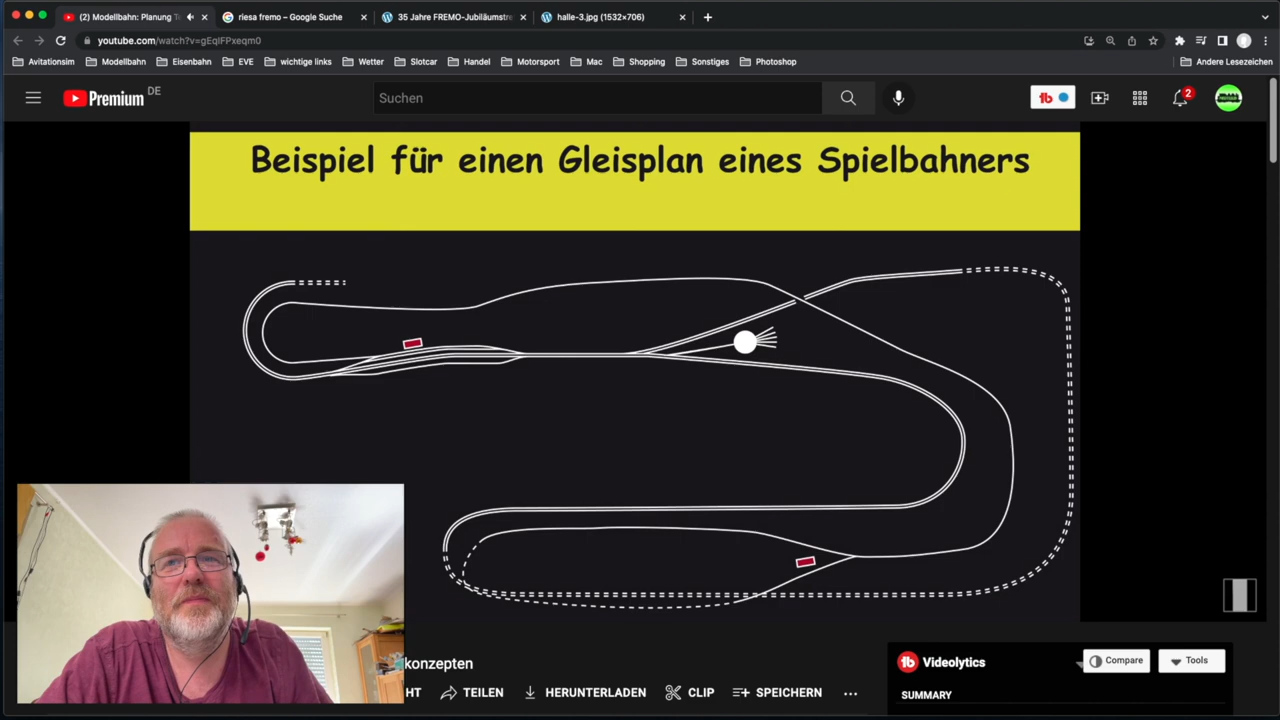 (2) Modellbahn: Planung T
riesa fremo – Google Suche
35 Jahre FREMO-Jubiläumstre
halle-3.jpg (1532×706)
youtube.com/watch?v=gEqIFPxeqm0
Avitationsim
Modellbahn
Eisenbahn
EVE
wichtige links
Wetter
Slotcar
Handel
Motorsport
Mac
Shopping
Sonstiges
Photoshop
Andere Lesezeichen
Premium DE
Suchen
2
Beispiel für einen Gleisplan eines Spielbahners
konzepten
Videolytics
Compare
Tools
HT
TEILEN
HERUNTERLADEN
CLIP
SPEICHERN
SUMMARY